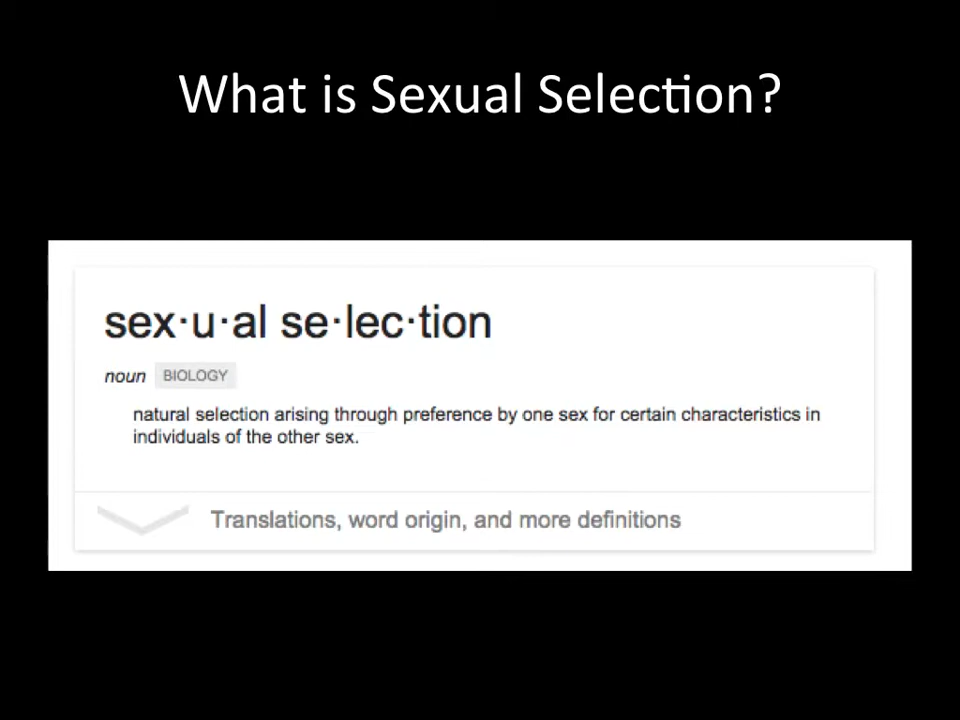 What is Sexual Selection?
sex·u·al se·lec·tion
noun BIOLOGY
natural selection arising through preference by one sex for certain characteristics in
individuals of the other sex.
Translations, word origin, and more definitions